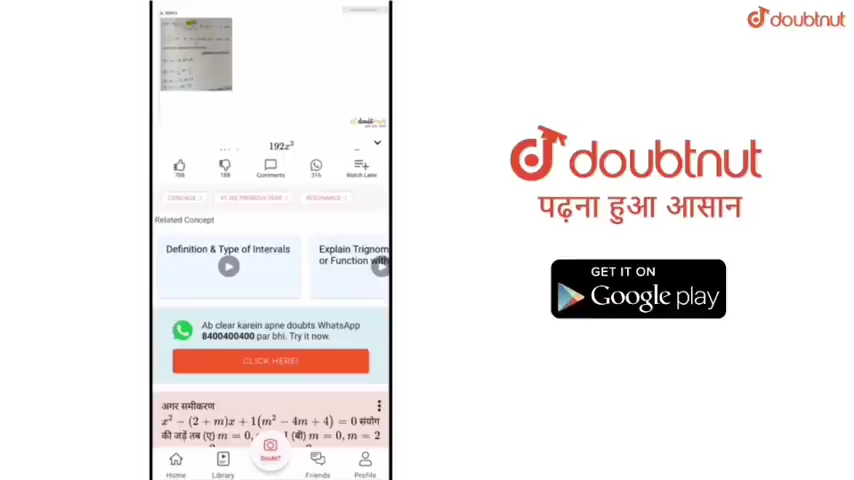 doubtnut
192x³
708
188
Comments
216
Watch Later
CENGAGE
IIT JEE PREVIOUS YEAR
RESONANCE
Related Concept
Definition & Type of Intervals
Explain Trignom
or Function with
Ab clear karein apne doubts WhatsApp
8400400400 par bhi. Try it now.
CLICK HERE!
अगर समीकरण
x² −(2 + m)x + 1(m² −4m + 4) = 0 संयोग
की जड़ें तब (ए) m = 0, (बी) m = 0, m = 2
DoubtNut
Home
Library
Friends
Profile
doubtnut
पढ़ना हुआ आसान
GET IT ON
Google play